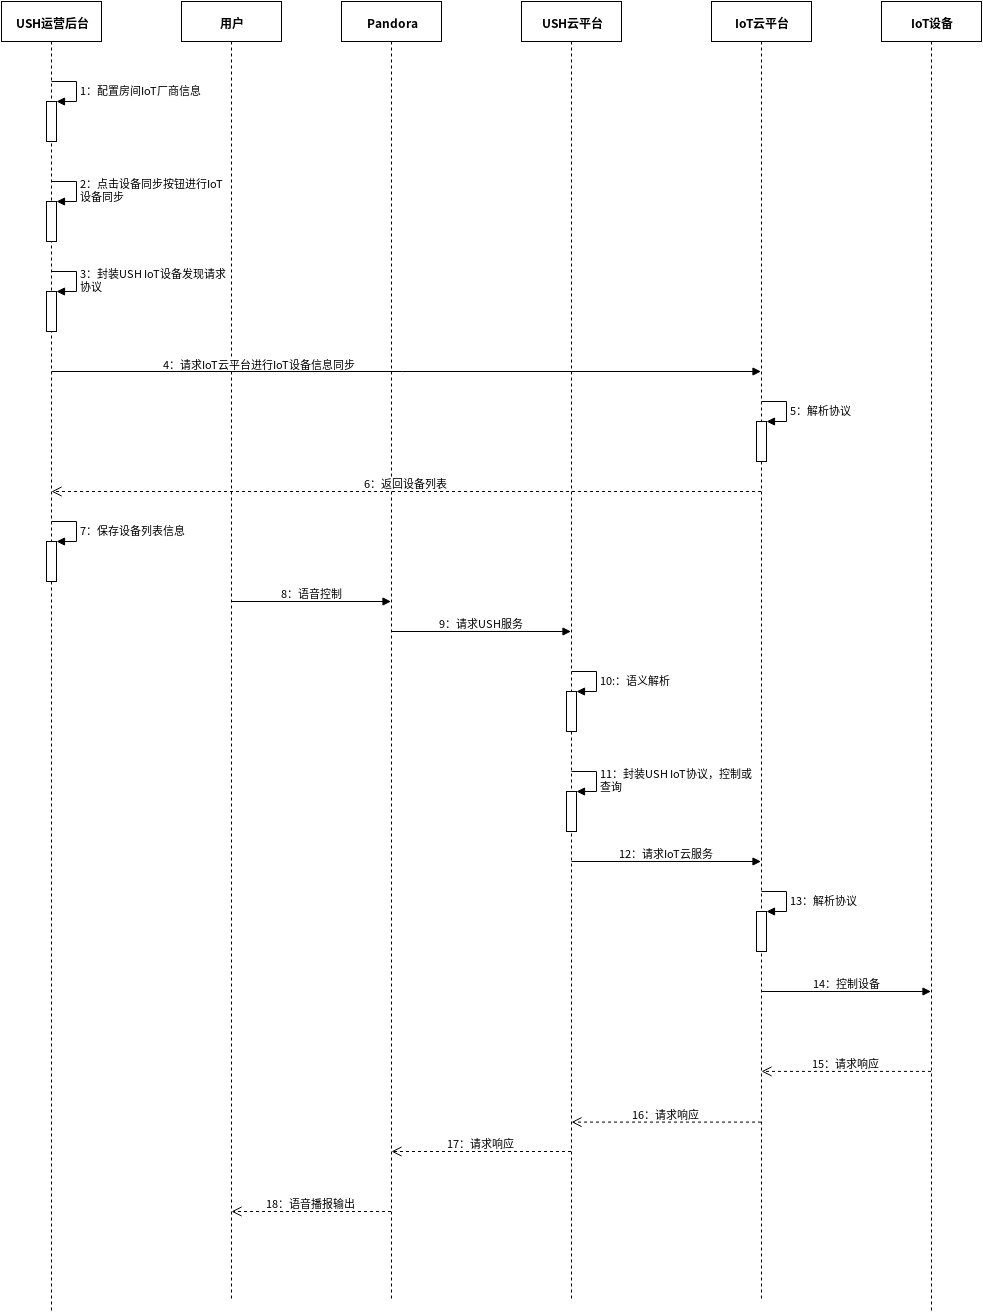 USH运营后台
用户
Pandora
USH云平台
IoT云平台
IoT设备
1：配置房间IoT厂商信息
2：点击设备同步按钮进行IoT
设备同步
3：封装USH IoT设备发现请求
协议
4：请求IoT云平台进行IoT设备信息同步
5：解析协议
6：返回设备列表
7：保存设备列表信息
8：语音控制
9：请求USH服务
10:：语义解析
11：封装USH IoT协议，控制或
查询
12：请求IoT云服务
13：解析协议
14：控制设备
15：请求响应
16：请求响应
17：请求响应
18：语音播报输出